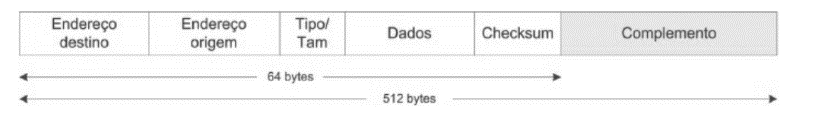 Endereço
destino
Endereço
origem
Tipo/
Tam
Dados
Checksum
Complemento
64 bytes
512 bytes